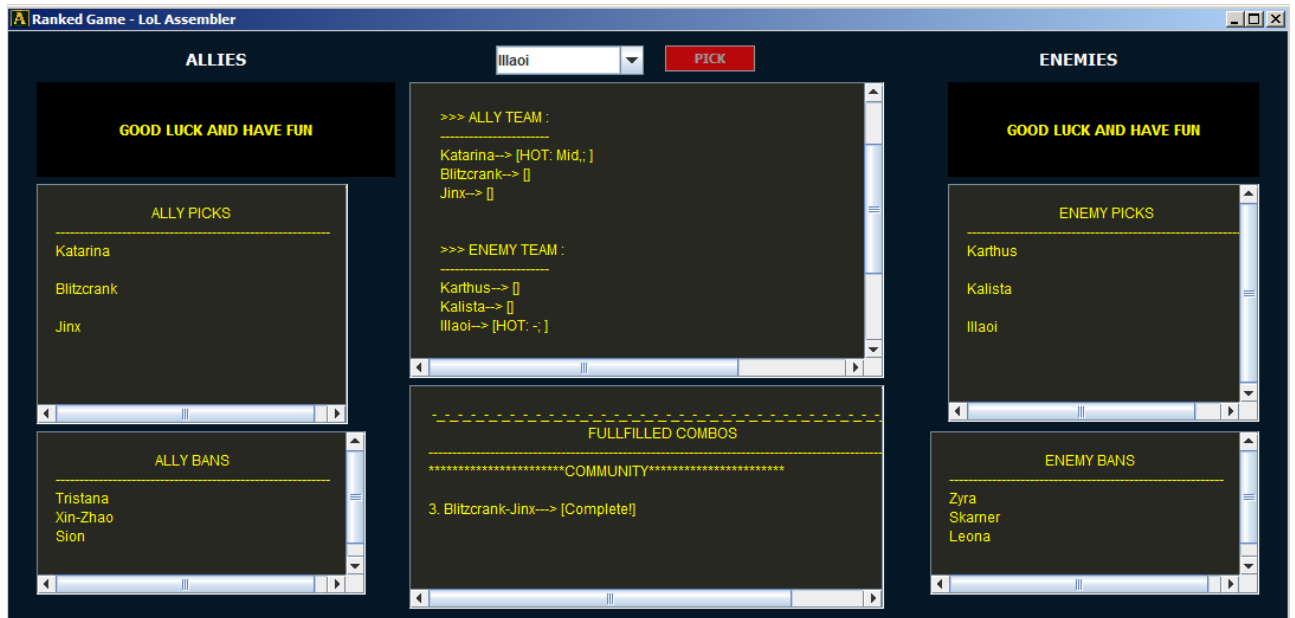 Ranked Game - LoL Assembler
ALLIES
Illaoi
PICK
ENEMIES
GOOD LUCK AND HAVE FUN
ALLY PICKS
---------------------------------------------------------------
Katarina
Blitzcrank
Jinx
ALLY BANS
---------------------------------------------------------------
Tristana
Xin-Zhao
Sion
>>> ALLY TEAM :
-------------------------
Katarina--> [HOT: Mid,; ]
Blitzcrank--> []
Jinx--> []
>>> ENEMY TEAM :
-------------------------
Karthus--> []
Kalista--> []
Illaoi--> [HOT: -; ]
FULLFILLED COMBOS
***********************COMMUNITY***********************
3. Blitzcrank-Jinx---> [Complete!]
GOOD LUCK AND HAVE FUN
ENEMY PICKS
---------------------------------------------------------------
Karthus
Kalista
Illaoi
ENEMY BANS
---------------------------------------------------------------
Zyra
Skarner
Leona